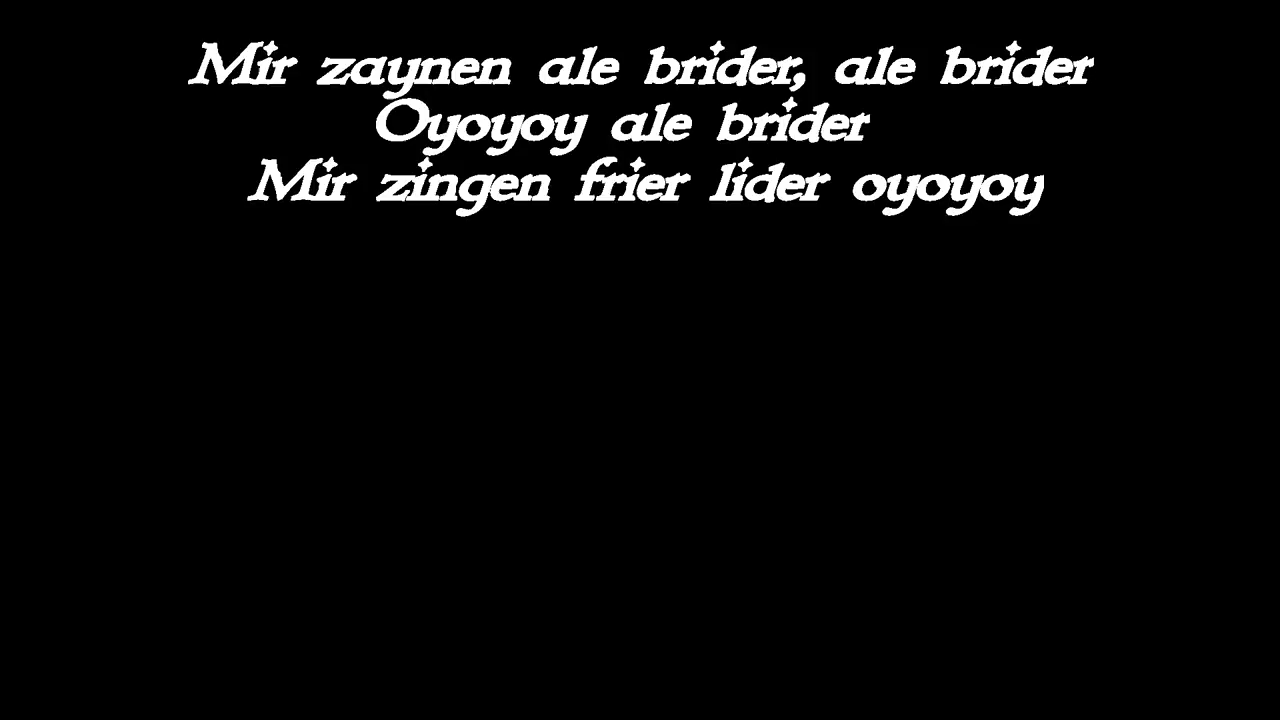 Mir zaynen ale brider, ale brider
Oyoyoy ale brider
Mir zingen frier lider oyoyoy